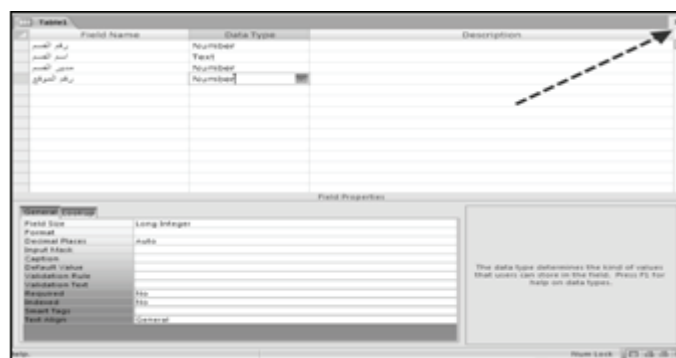 Table1
Field Name Data Type Description
رقم القسم Number
اسم القسم Text
مدير القسم Number
رقم الموقع Number
Field Properties
General Lookup
Field Size Long Integer
Format
Decimal Places Auto
Input Mask
Caption
Default Value
Validation Rule
Validation Text
Required No
Indexed No
Smart Tags
Text Align General
The data type determines the kind of values
that users can store in the field. Press F1 for
help on data types.
help. Num Lock